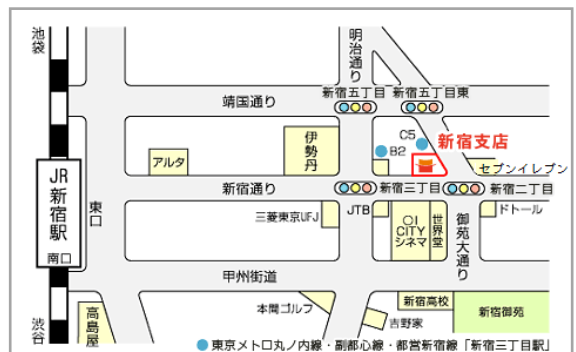 池袋
明治通り
新宿五丁目
新宿五丁目東
靖国通り
C5
新宿支店
B2
伊勢丹
アルタ
セブンイレブン
JR新宿駅
東口
南口
新宿通り
新宿三丁目
新宿二丁目
三菱東京UFJ
JTB
○I
CITY
シネマ
世界堂
御苑大通り
ドトール
甲州街道
高島屋
本間ゴルフ
吉野家
新宿高校
新宿御苑
渋谷
東京メトロ丸ノ内線・副都心線・都営新宿線「新宿三丁目駅」